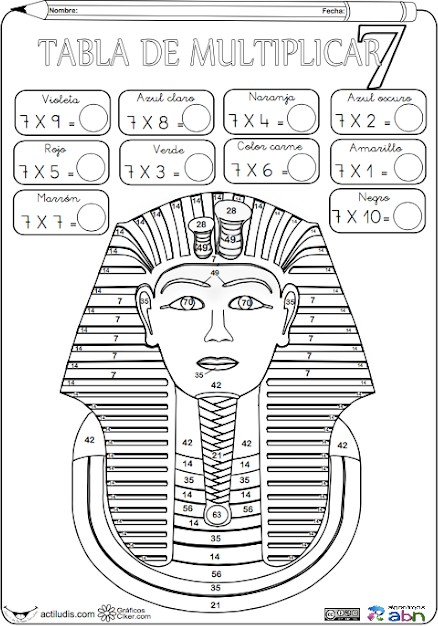 Nombre: Fecha:
TABLA DE MULTIPLICAR 7
Violeta Azul claro Naranja Azul oscuro
7 X 9 = 7 X 8 = 7 X 4 = 7 X 2 =
Rojo Verde Color carne Amarillo
7 X 5 = 7 X 3 = 7 X 6 = 7 X 1 =
Marrón Negro
7 X 7 = 7 X 10 =
14 14 14 14
28 28
49
7
49
35 70 70 35
7 7
7 7
7 7
7 7
35
42
42 42 42 42
21
14 14
35 35
14 14
56 63 56
14 14
35
14
56
35
21
actiludis.com Gráficos Ciker.com abn